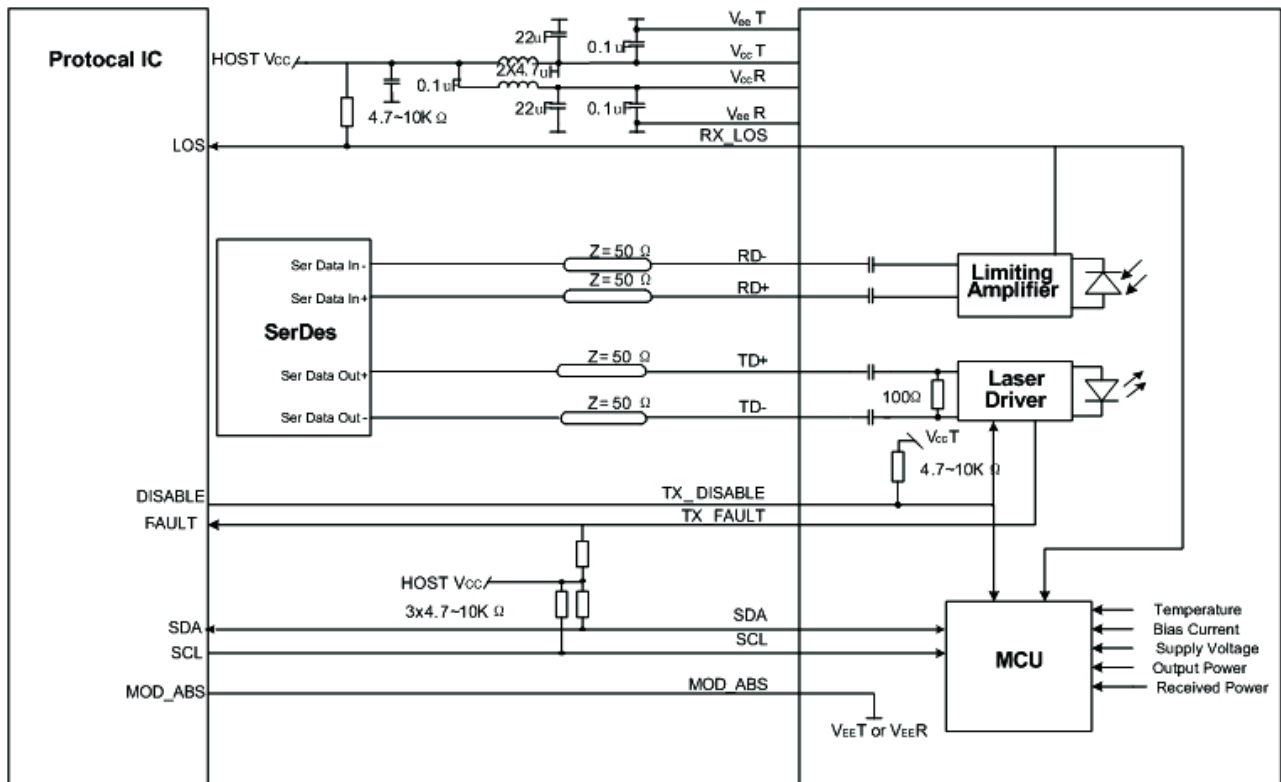 Protocal IC
HOST Vcc
22uF
0.1uF
Vee T
Vcc T
2X4.7uH
0.1uF
Vcc R
22uF
0.1uF
Vee R
4.7~10K Ω
LOS
RX_LOS
Ser Data In -
Z= 50 Ω
RD-
Ser Data In+
Z= 50 Ω
RD+
Limiting
Amplifier
SerDes
Ser Data Out+
Z= 50 Ω
TD+
Ser Data Out -
Z= 50 Ω
TD-
100Ω
Laser
Driver
VccT
4.7~10K Ω
DISABLE
TX_DISABLE
FAULT
TX_FAULT
HOST Vcc
3x4.7~10K Ω
SDA
SDA
SCL
SCL
MOD_ABS
MOD_ABS
VEET or VEER
MCU
Temperature
Bias Current
Supply Voltage
Output Power
Received Power